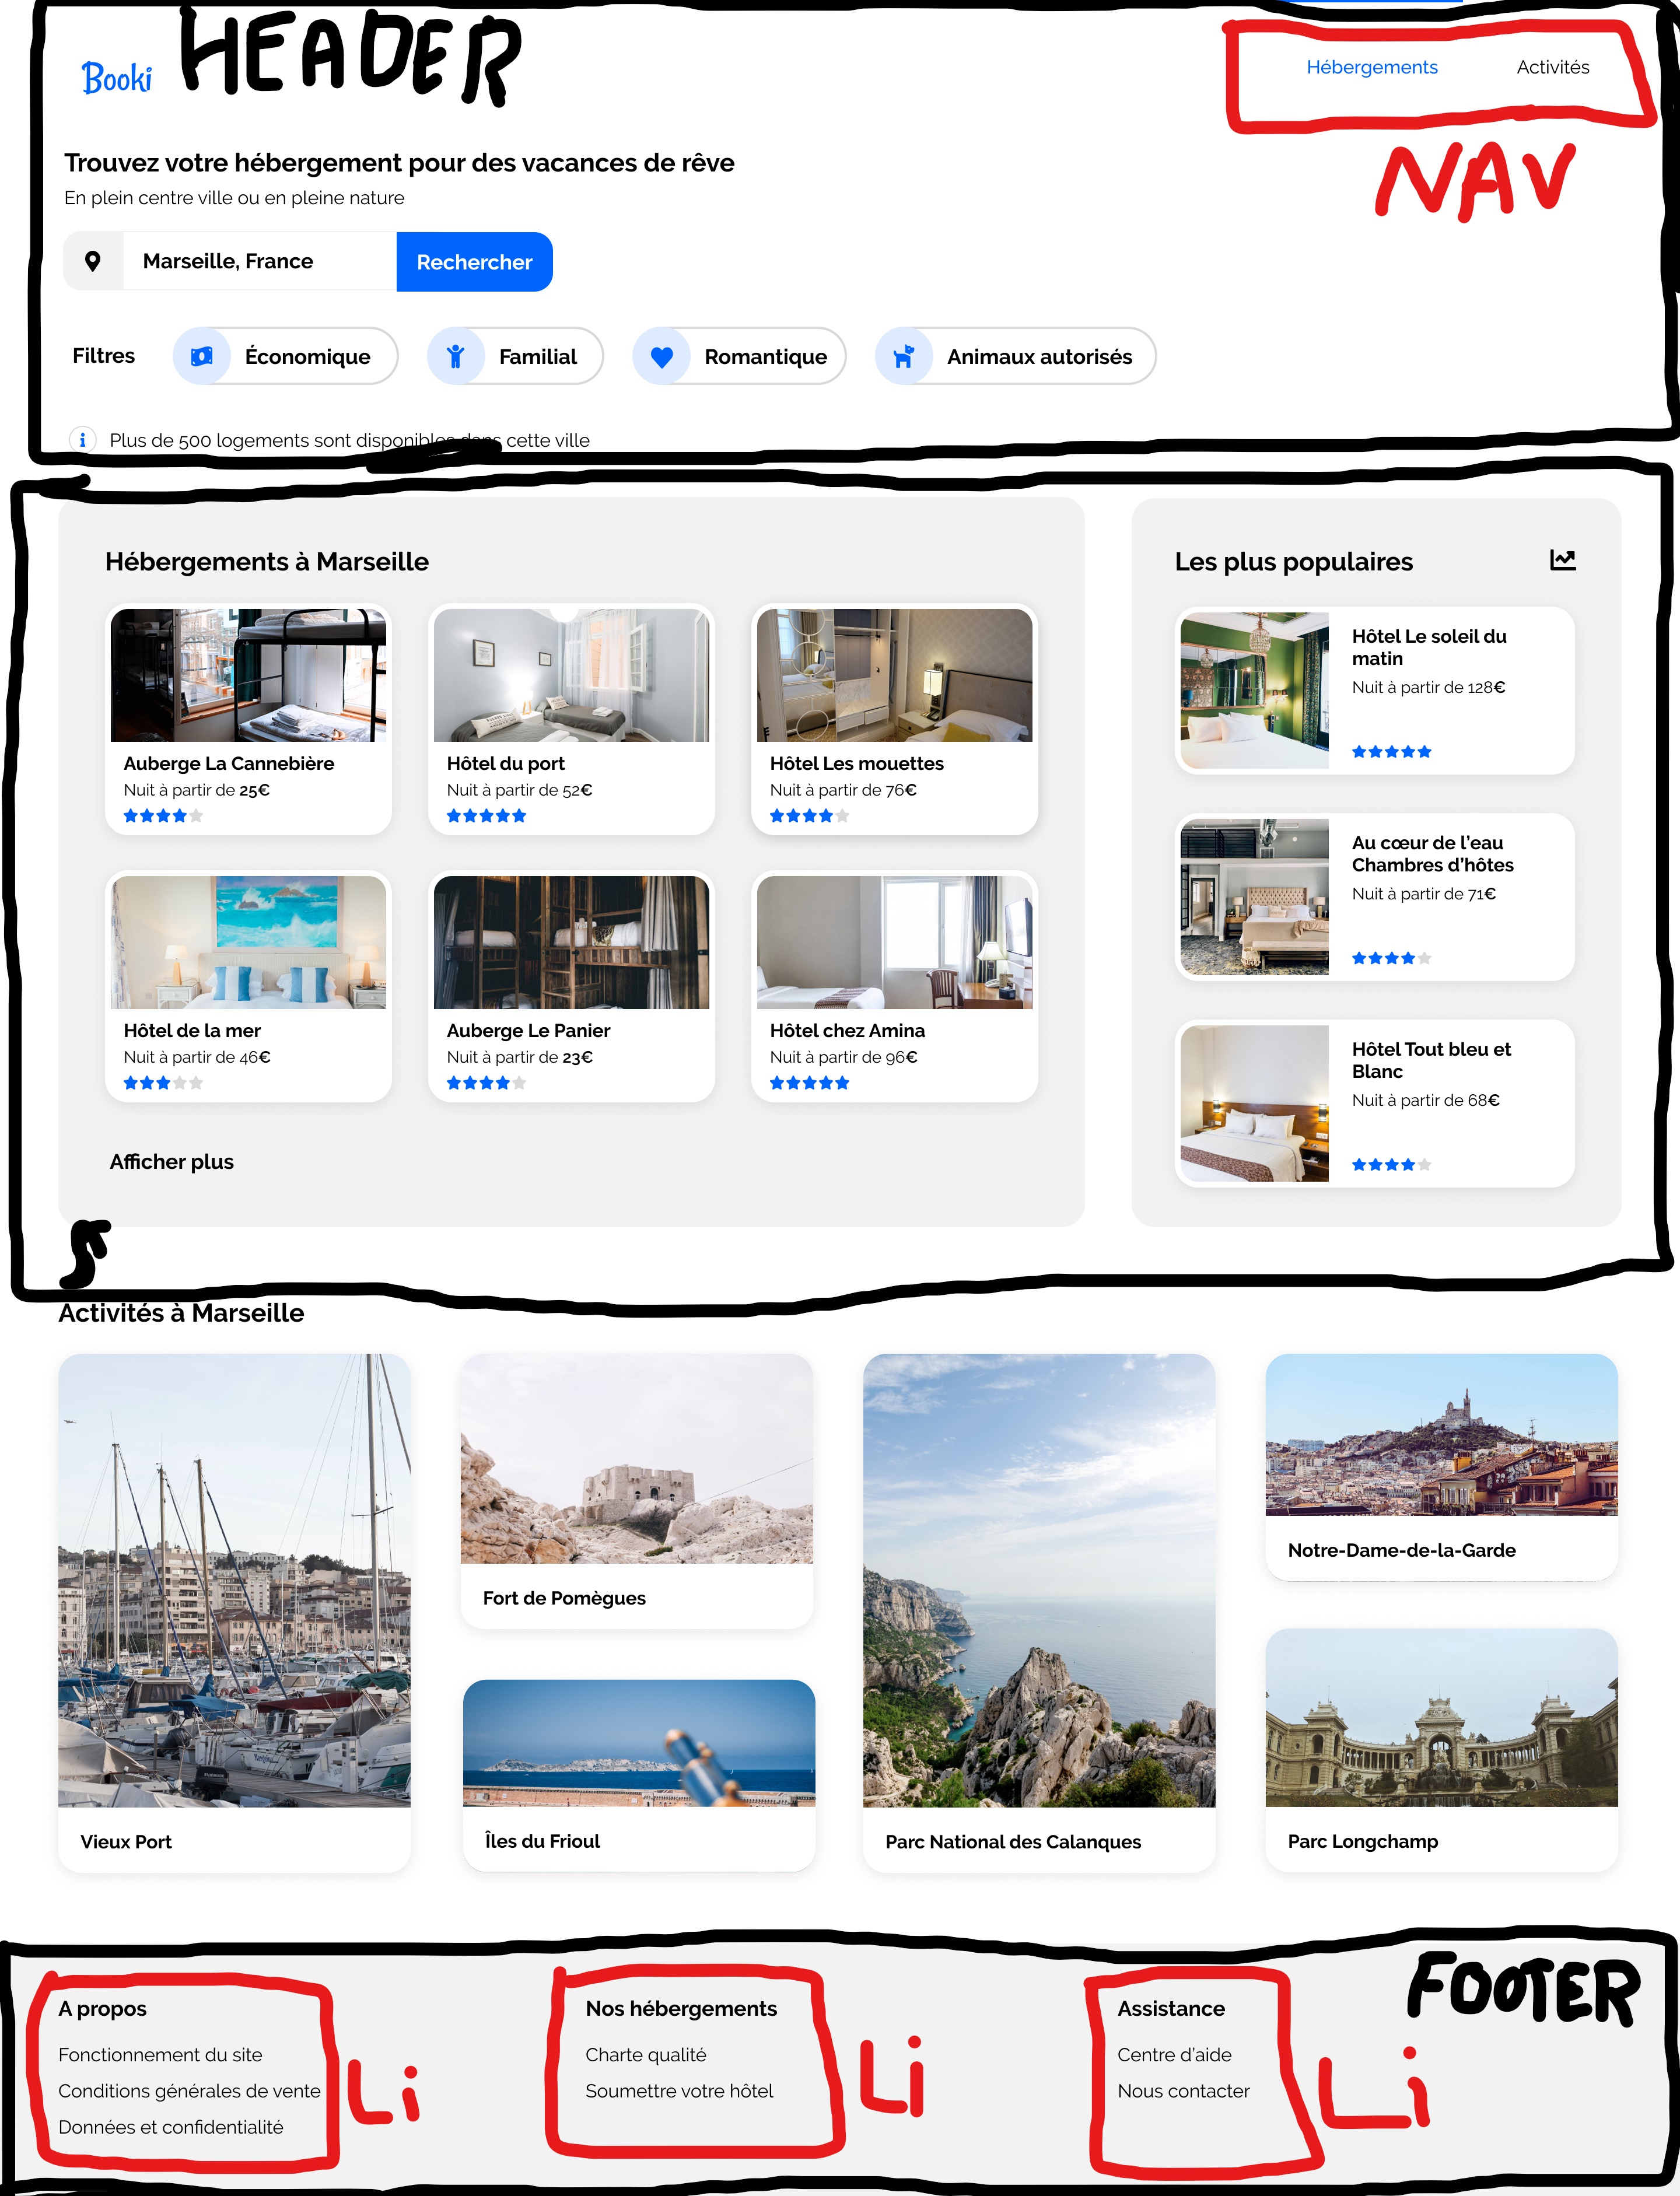 Booki
HEADER
Hébergements
Activités
NAV
Trouvez votre hébergement pour des vacances de rêve
En plein centre ville ou en pleine nature
Marseille, France
Rechercher
Filtres
Économique
Familial
Romantique
Animaux autorisés
Plus de 500 logements sont disponibles dans cette ville
Hébergements à Marseille
Auberge La Cannebière
Nuit à partir de 25€
Hôtel du port
Nuit à partir de 52€
Hôtel Les mouettes
Nuit à partir de 76€
Hôtel de la mer
Nuit à partir de 46€
Auberge Le Panier
Nuit à partir de 23€
Hôtel chez Amina
Nuit à partir de 96€
Afficher plus
Les plus populaires
Hôtel Le soleil du
matin
Nuit à partir de 128€
Au cœur de l’eau
Chambres d’hôtes
Nuit à partir de 71€
Hôtel Tout bleu et
Blanc
Nuit à partir de 68€
Activités à Marseille
Vieux Port
Fort de Pomègues
Îles du Frioul
Parc National des Calanques
Notre-Dame-de-la-Garde
Parc Longchamp
FOOTER
A propos
Fonctionnement du site
Conditions générales de vente
Données et confidentialité
Li
Nos hébergements
Charte qualité
Soumettre votre hôtel
Li
Assistance
Centre d’aide
Nous contacter
Li